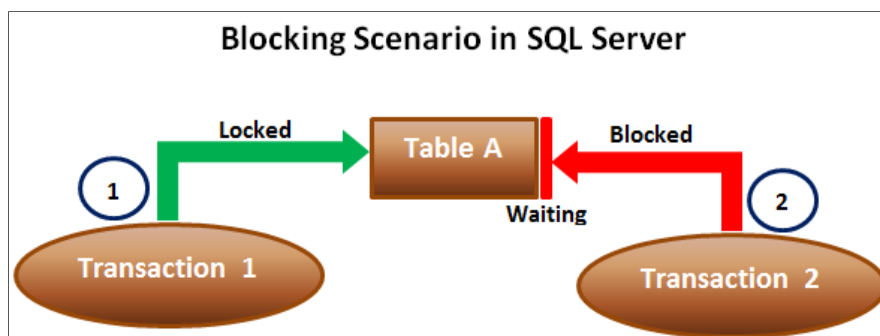 Blocking Scenario in SQL Server
Locked
Table A
Blocked
1
Waiting
2
Transaction 1
Transaction 2